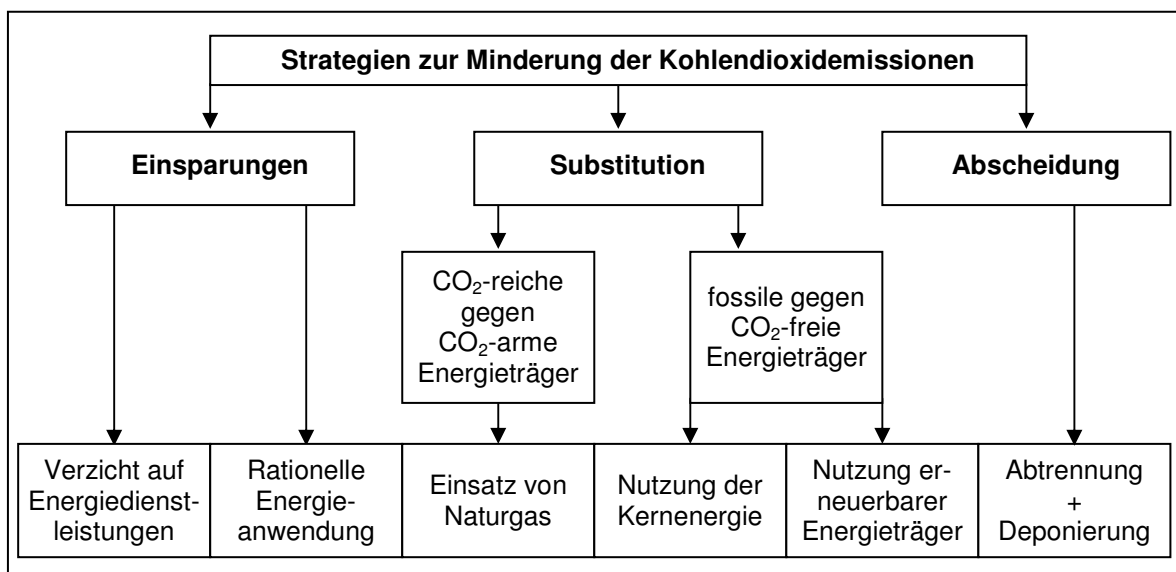 Strategien zur Minderung der Kohlendioxidemissionen
Einsparungen
Substitution
Abscheidung
CO₂-reiche
gegen
CO₂-arme
Energieträger
fossile gegen
CO₂-freie
Energieträger
Verzicht auf
Energiedienst-
leistungen
Rationelle
Energie-
anwendung
Einsatz von
Naturgas
Nutzung der
Kernenergie
Nutzung er-
neuerbarer
Energieträger
Abtrennung
+
Deponierung